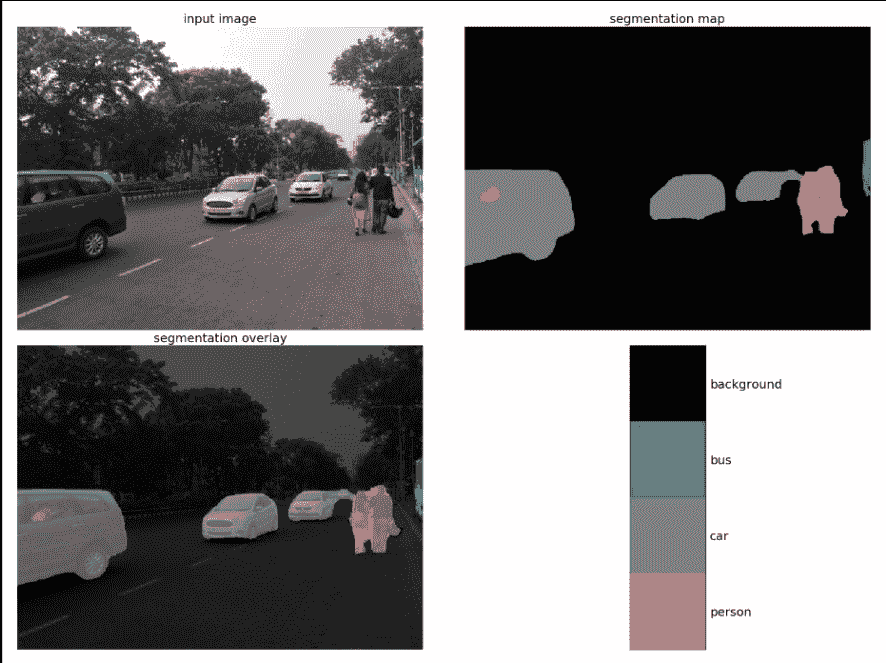 input image
segmentation map
segmentation overlay
background
bus
car
person